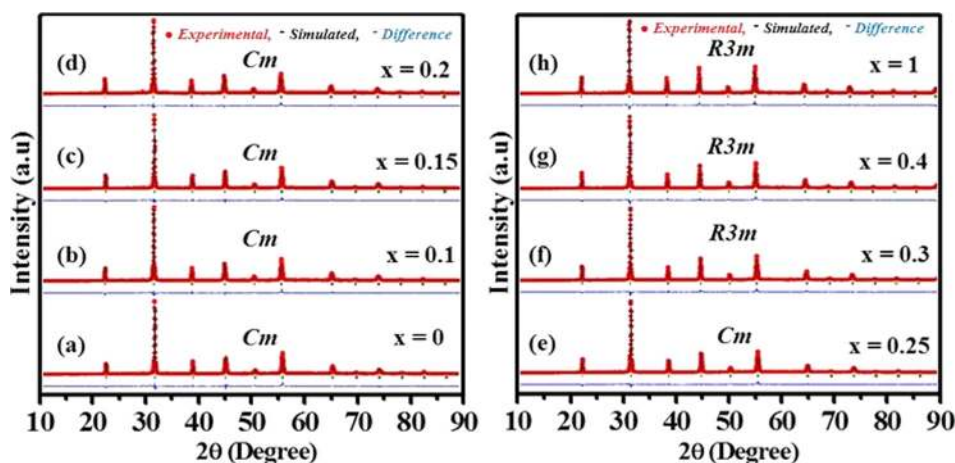 • Experimental, - Simulated, - Difference
(d) Cm x = 0.2
(c) Cm x = 0.15
(b) Cm x = 0.1
(a) Cm x = 0
10 20 30 40 50 60 70 80 90
2θ (Degree)
Intensity (a.u)
• Experimental, - Simulated, - Difference
(h) R3m x = 1
(g) R3m x = 0.4
(f) R3m x = 0.3
(e) Cm x = 0.25
10 20 30 40 50 60 70 80 90
2θ (Degree)
Intensity (a.u)